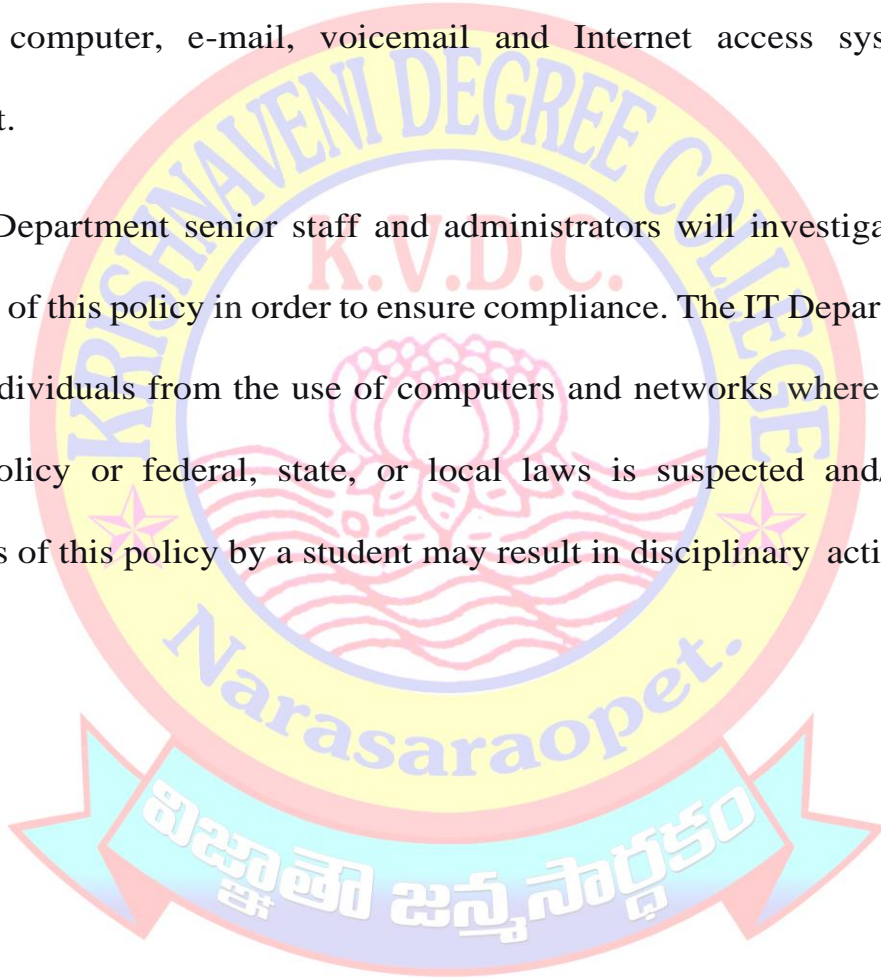 computer, e-mail, voicemail and Internet access sys
t.
Department senior staff and administrators will investiga
of this policy in order to ensure compliance. The IT Depar
dividuals from the use of computers and networks where
olicy or federal, state, or local laws is suspected and/
s of this policy by a student may result in disciplinary acti
KRISHNAVENI DEGREE COLLEGE
K.V.D.C.
Narasaraopet.
విజ్ఞాతౌ జన్మసార్ధకం